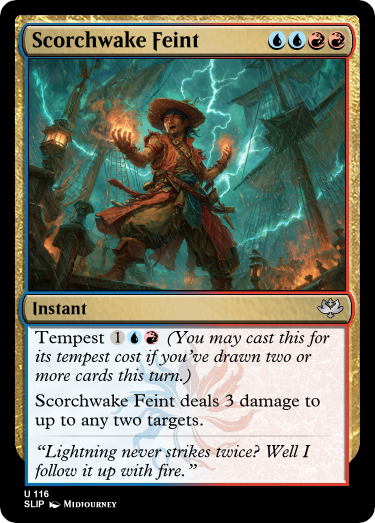 Scorchwake Feint
Instant
Tempest 1 (You may cast this for
its tempest cost if you've drawn two or
more cards this turn.)
Scorchwake Feint deals 3 damage to
up to any two targets.
“Lightning never strikes twice? Well I
follow it up with fire.”
U 116
SLIP Midjourney